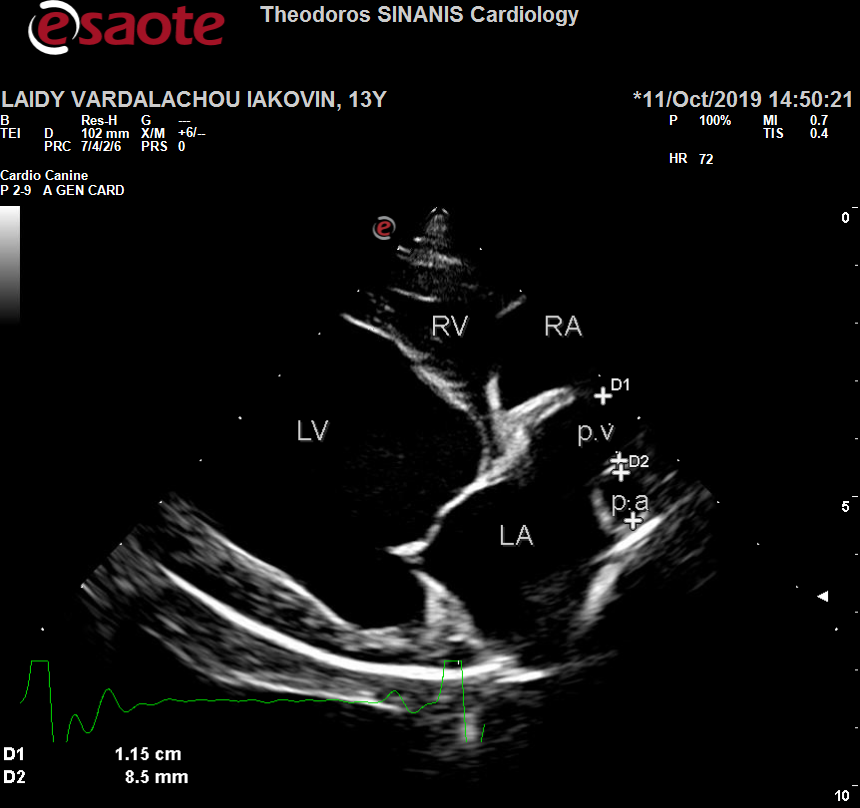 esaote
Theodoros SINANIS Cardiology
LAIDY VARDALACHOU IAKOVIN, 13Y *11/Oct/2019 14:50:21
B Res-H G ---
TEI D 102 mm X/M +6/--
PRC 7/4/2/6 PRS 0
P 100% MI 0.7
TIS 0.4
HR 72
Cardio Canine
P 2-9 A GEN CARD
0
e
RV RA
D1
LV p.v
D2
p.a
5
LA
D1 1.15 cm
D2 8.5 mm
10